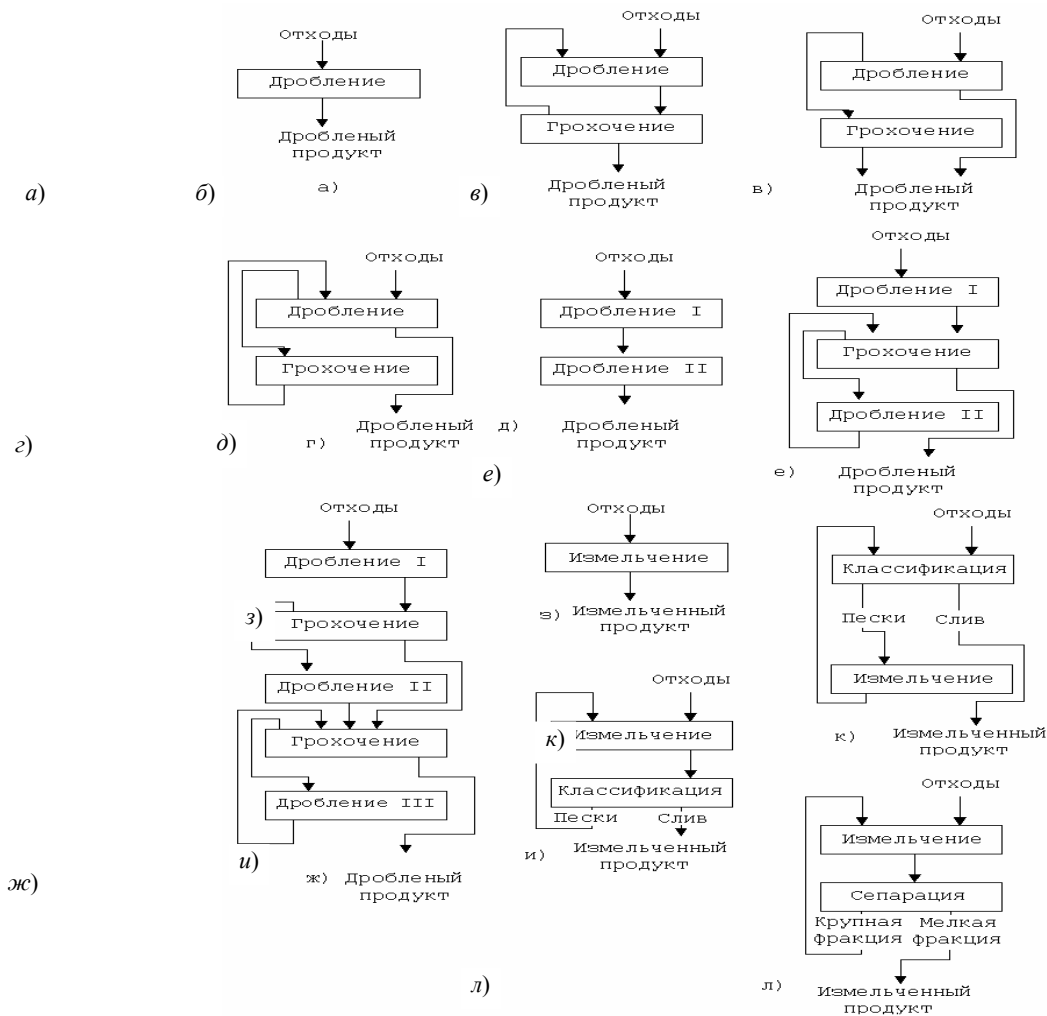 Отходы
Дробление
Дробленый
продукт
а)
б)
а)
Отходы
Дробление
Грохочение
Дробленый
продукт
в)
Отходы
Дробление
Грохочение
Дробленый
продукт
в)
Отходы
Дробление
Грохочение
Дробленый
продукт
г)
д)
г)
Отходы
Дробление I
Дробление II
Дробленый
продукт
д)
е)
Отходы
Дробление I
Грохочение
Дробление II
Дробленый
продукт
е)
Отходы
Дробление I
з)
Грохочение
Дробление II
Грохочение
Дробление III
и)
ж)
ж) Дробленый
продукт
Отходы
Измельчение
з) Измельченный
продукт
Отходы
к)
Измельчение
Классификация
Пески Слив
и) Измельченный
продукт
Отходы
Классификация
Пески Слив
Измельчение
к) Измельченный
продукт
Отходы
Измельчение
Сепарация
Крупная Мелкая
фракция фракция
л)
л) Измельченный
продукт